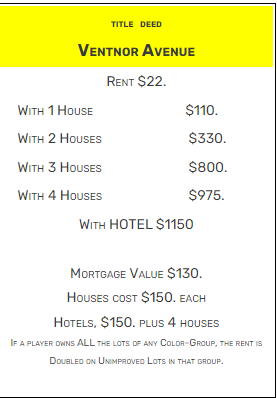 TITLE DEED
VENTNOR AVENUE
RENT $22.
WITH 1 HOUSE $110.
WITH 2 HOUSES $330.
WITH 3 HOUSES $800.
WITH 4 HOUSES $975.
WITH HOTEL $1150
MORTGAGE VALUE $130.
HOUSES COST $150. EACH
HOTELS, $150. PLUS 4 HOUSES
IF A PLAYER OWNS ALL THE LOTS OF ANY COLOR-GROUP, THE RENT IS
DOUBLED ON UNIMPROVED LOTS IN THAT GROUP.